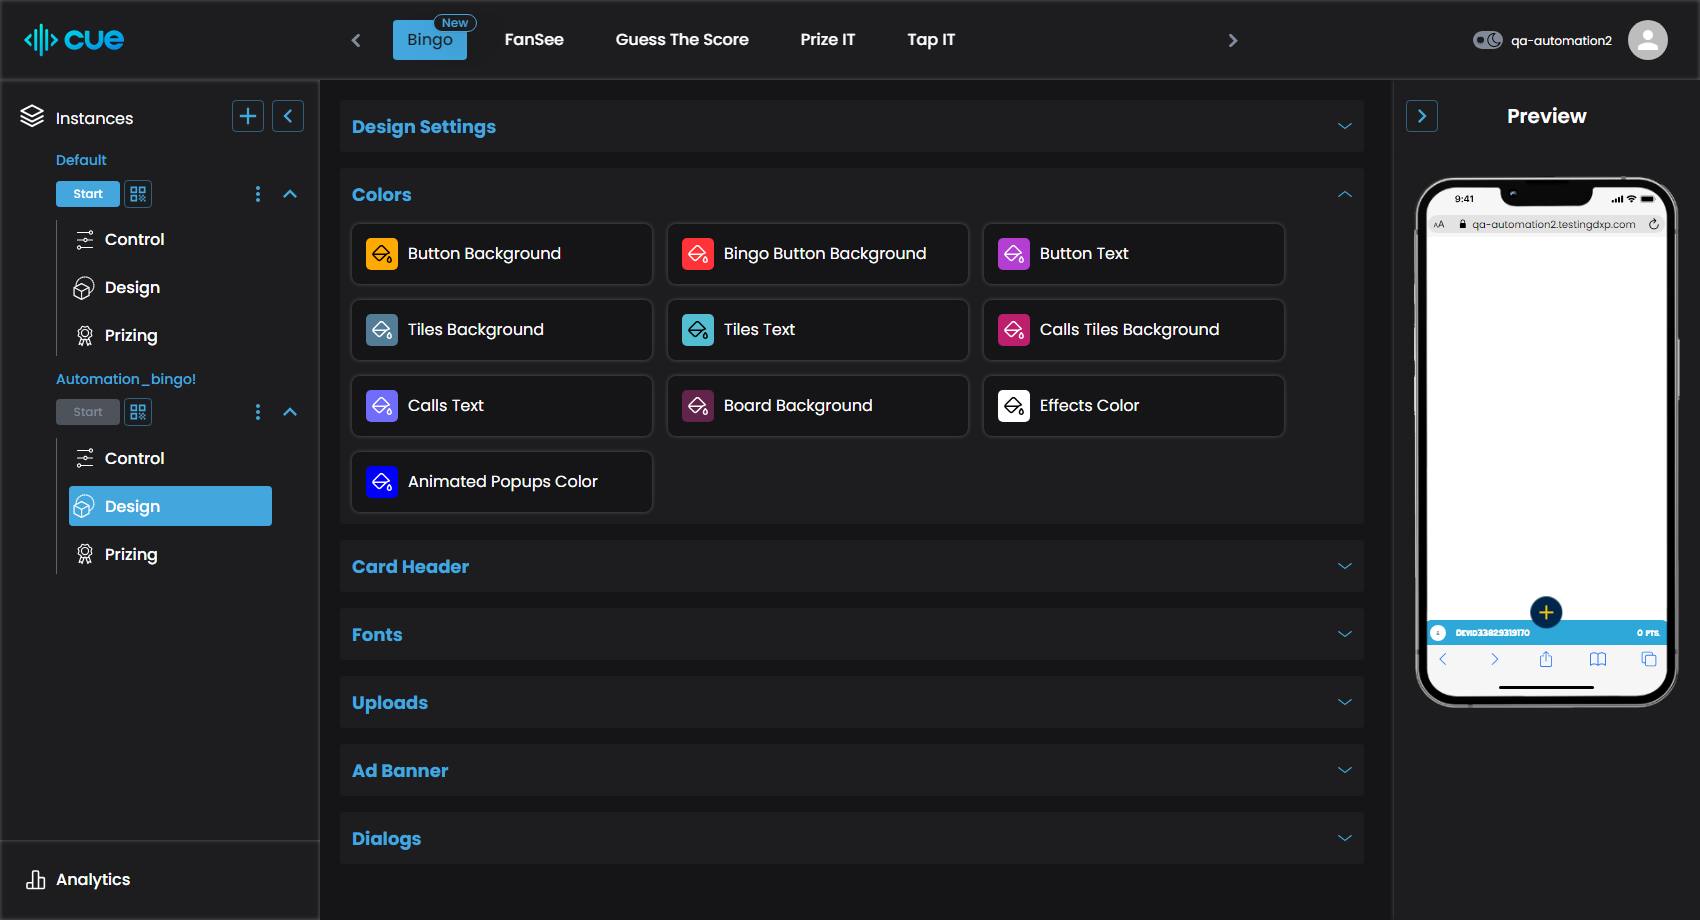 cue
Bingo
New
FanSee
Guess The Score
Prize IT
Tap IT
qa-automation2
Instances
Default
Start
Control
Design
Prizing
Automation_bingo!
Start
Control
Design
Prizing
Analytics
Design Settings
Colors
Button Background
Bingo Button Background
Button Text
Tiles Background
Tiles Text
Calls Tiles Background
Calls Text
Board Background
Effects Color
Animated Popups Color
Card Header
Fonts
Uploads
Ad Banner
Dialogs
Preview
9:41
AA
qa-automation2.testingdxp.com
0 PTS.